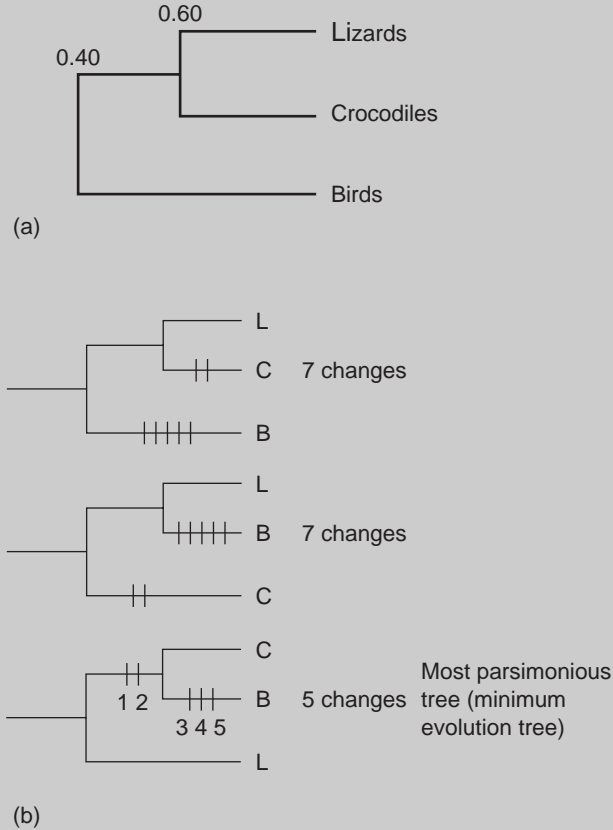 0.60
Lizards
0.40
Crocodiles
Birds
(a)
L
C 7 changes
B
L
B 7 changes
C
C
Most parsimonious
1 2
B 5 changes tree (minimum
3 4 5
evolution tree)
L
(b)